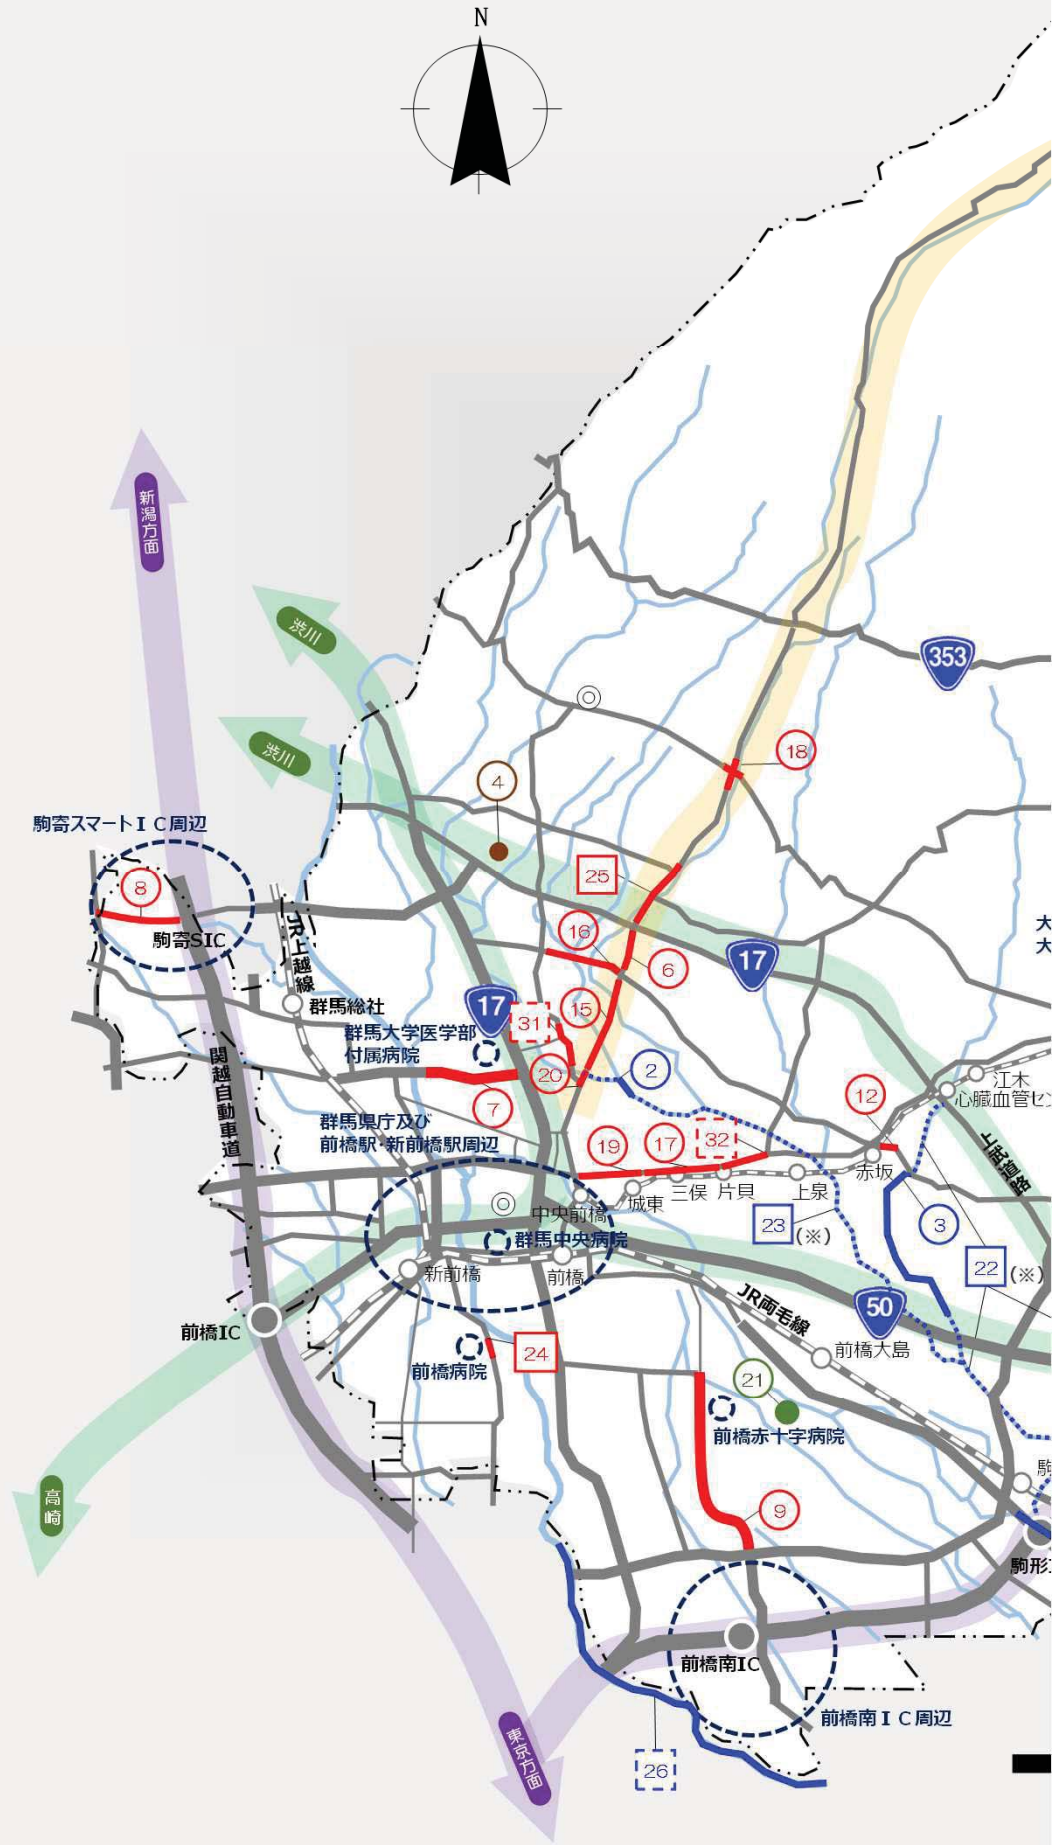 N
新潟方面
渋川
353
渋川
18
4
駒寄スマートIC周辺
8
25
駒寄SIC
16
大
大
6
17
JR上越線
群馬総社
17
31
15
群馬大学医学部
付属病院
関越自動車道
20
2
江木
心臓血管セン
7
12
群馬県庁及び
前橋駅・新前橋駅周辺
19
17
32
上武道路
赤坂
上泉
片貝
三俣
城東
中央前橋
23
(※)
3
群馬中央病院
22
(※)
新前橋
前橋
JR両毛線
50
前橋IC
前橋大島
24
前橋病院
21
前橋赤十字病院
駒
高崎
9
駒形I
前橋南IC
前橋南IC周辺
東京方面
26